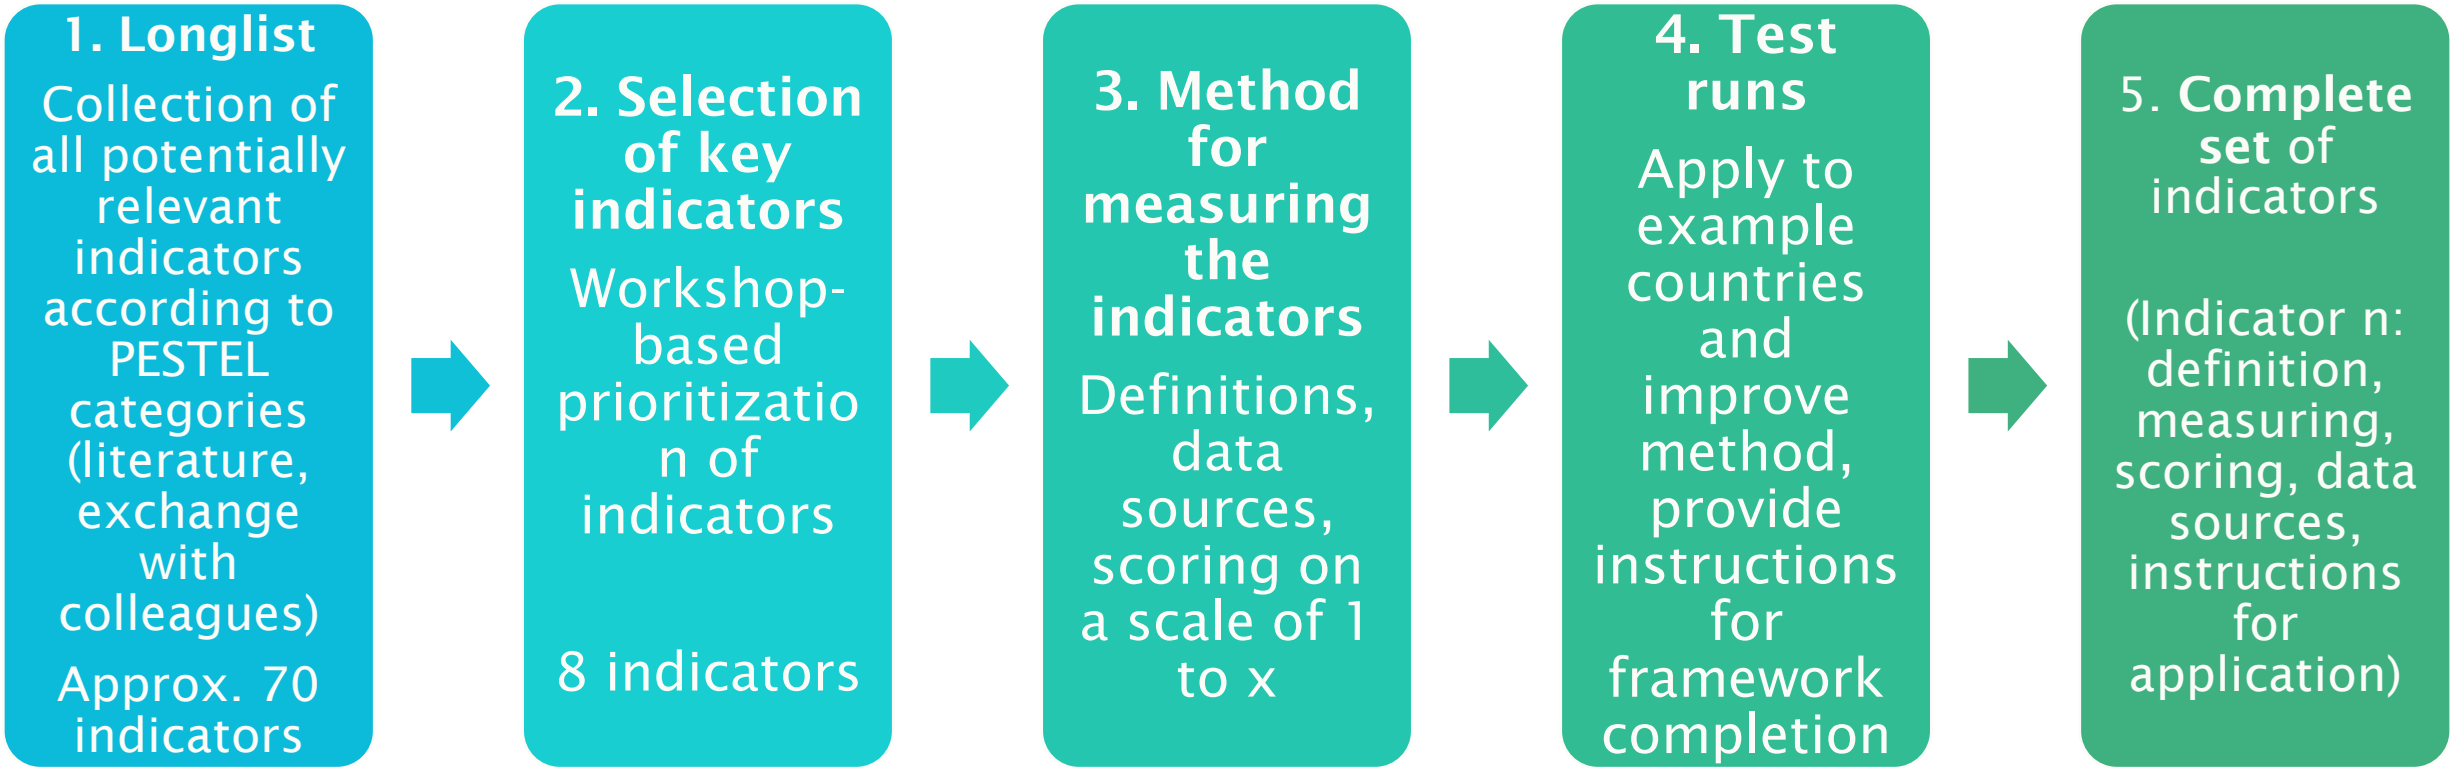 1. Longlist
Collection of
all potentially
relevant
indicators
according to
PESTEL
categories
(literature,
exchange
with
colleagues)
Approx. 70
indicators
2. Selection
of key
indicators
Workshop-
based
prioritizatio
n of
indicators
8 indicators
3. Method
for
measuring
the
indicators
Definitions,
data
sources,
scoring on
a scale of 1
to x
4. Test
runs
Apply to
example
countries
and
improve
method,
provide
instructions
for
framework
completion
5. Complete
set of
indicators
(Indicator n:
definition,
measuring,
scoring, data
sources,
instructions
for
application)